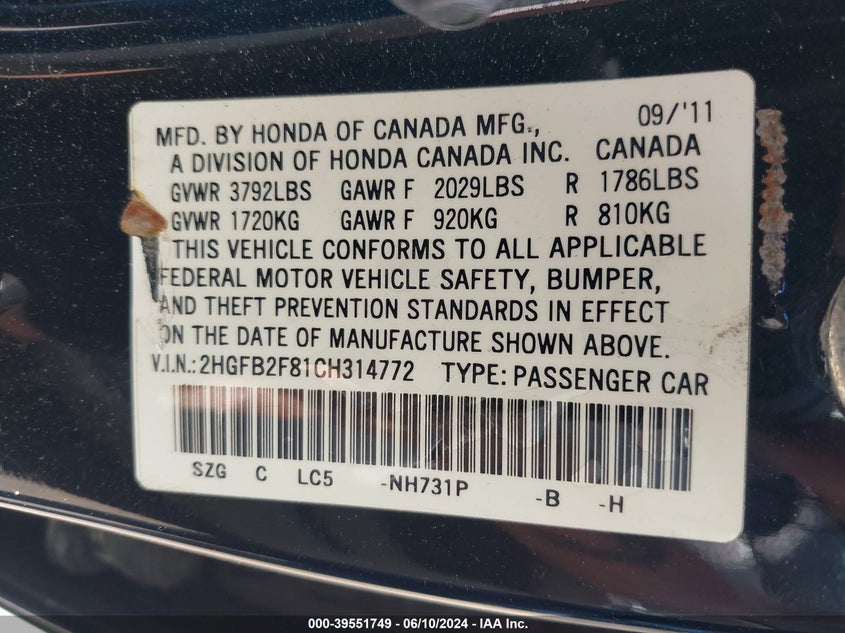 MFD. BY HONDA OF CANADA MFG., 09/'11
A DIVISION OF HONDA CANADA INC. CANADA
GVWR 3792LBS GAWR F 2029LBS R 1786LBS
GVWR 1720KG GAWR F 920KG R 810KG
THIS VEHICLE CONFORMS TO ALL APPLICABLE
FEDERAL MOTOR VEHICLE SAFETY, BUMPER,
AND THEFT PREVENTION STANDARDS IN EFFECT
ON THE DATE OF MANUFACTURE SHOWN ABOVE.
V.I.N.: 2HGFB2F81CH314772 TYPE: PASSENGER CAR
SZG C LC5 -NH731P -B -H
000-39551749 - 06/10/2024 - IAA Inc.